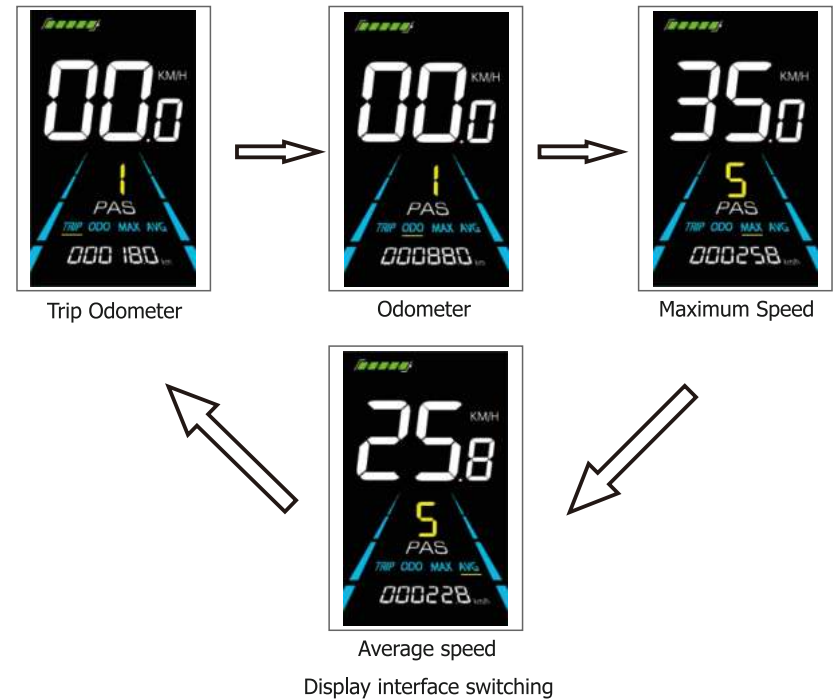 00.0 KM/H
1
PAS
TRIP ODO MAX AVG
000180 km
Trip Odometer
00.0 KM/H
1
PAS
TRIP ODO MAX AVG
000880 km
Odometer
35.0 KM/H
5
PAS
TRIP ODO MAX AVG
000258 km/h
Maximum Speed
25.8 KM/H
5
PAS
TRIP ODO MAX AVG
000228 km/h
Average speed
Display interface switching